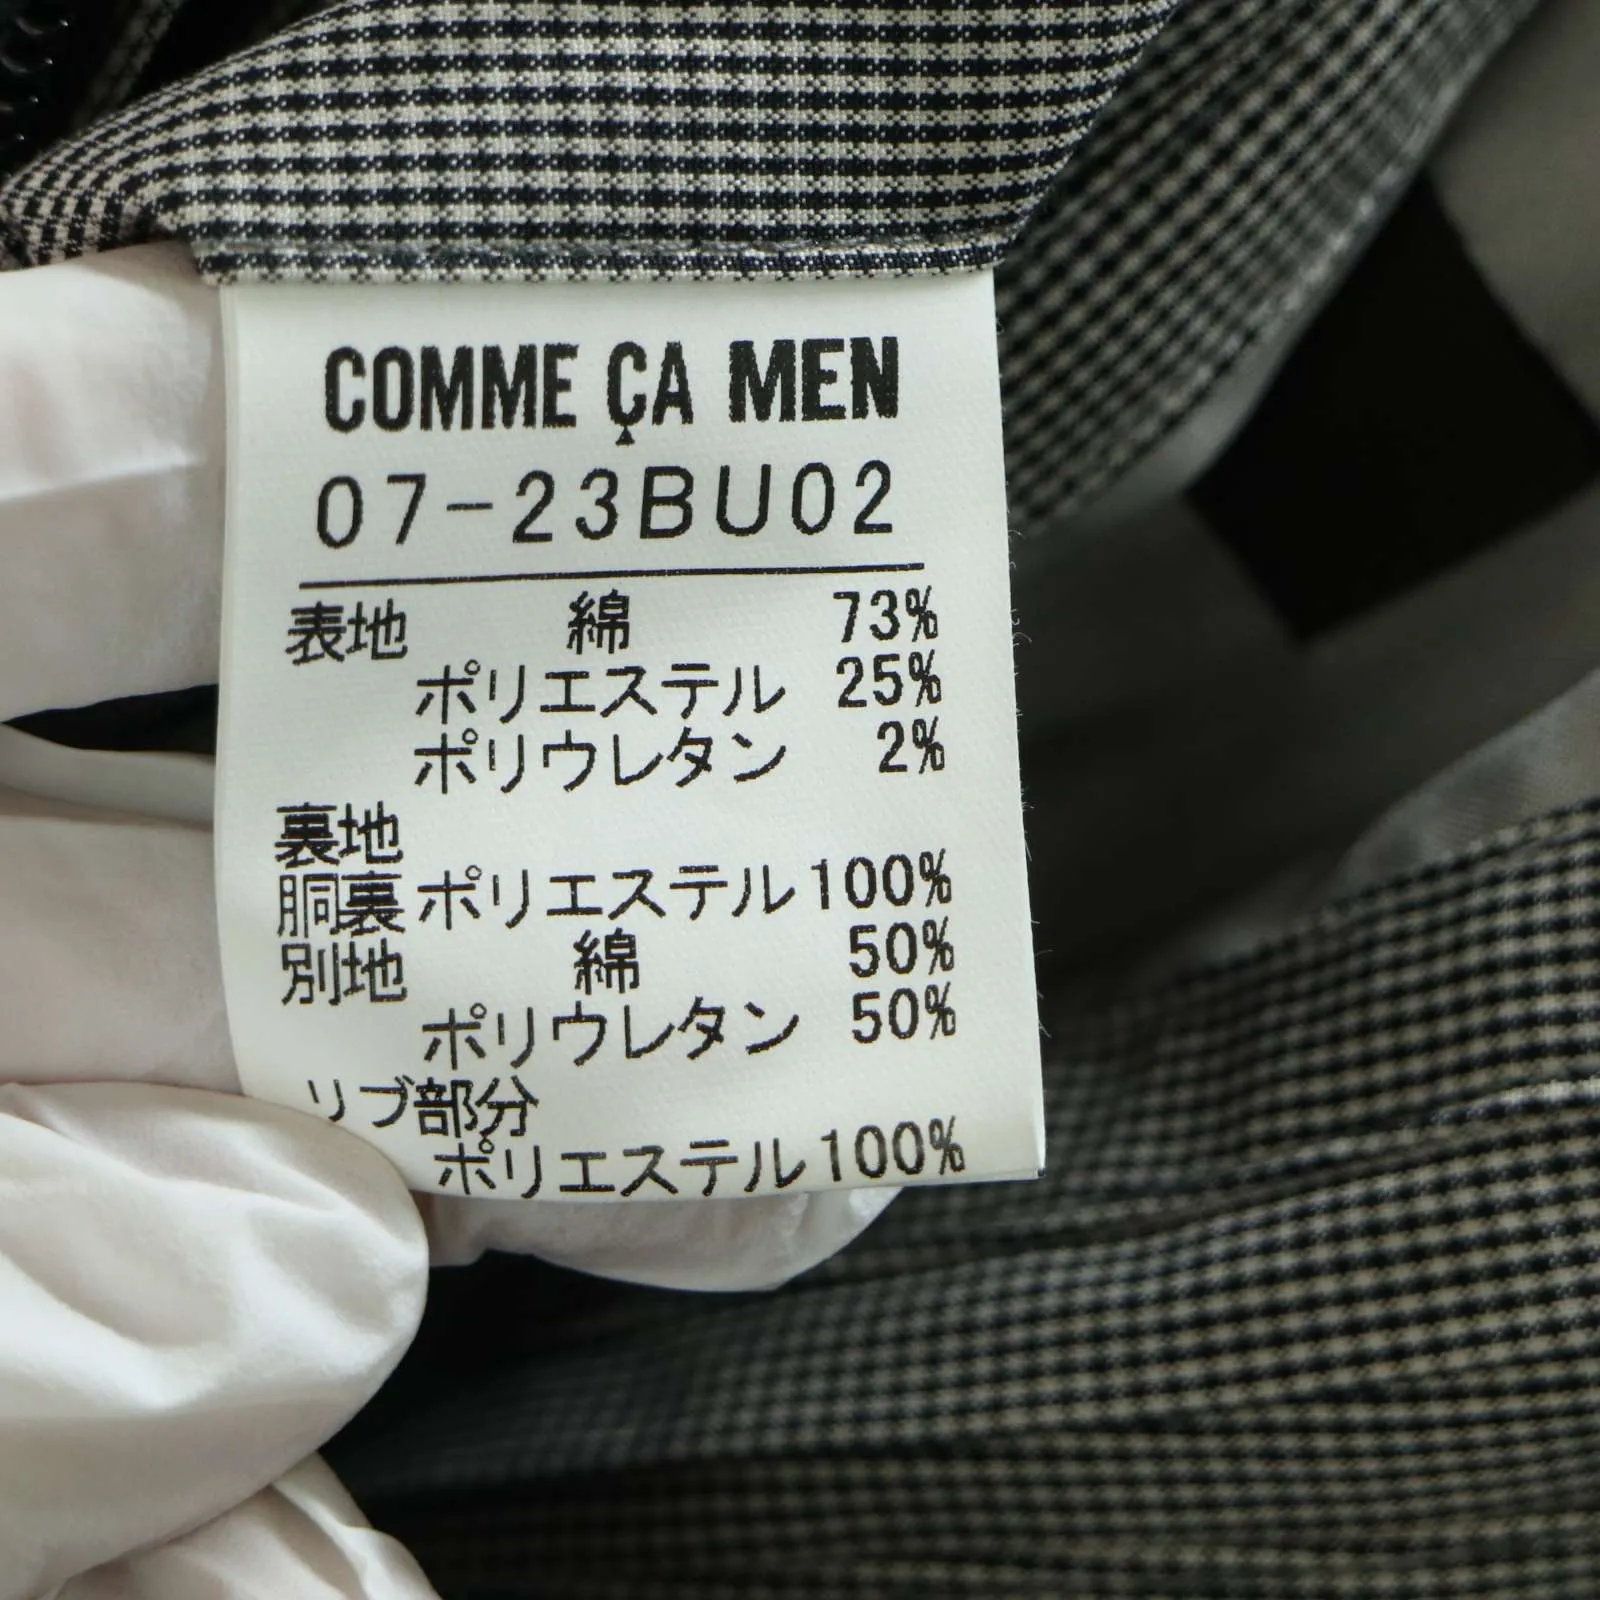 COMME ÇA MEN
07-23BU02
表地 綿 73%
ポリエステル 25%
ポリウレタン 2%
裏地
胴裏 ポリエステル 100%
別地 綿 50%
ポリウレタン 50%
リブ部分
ポリエステル 100%